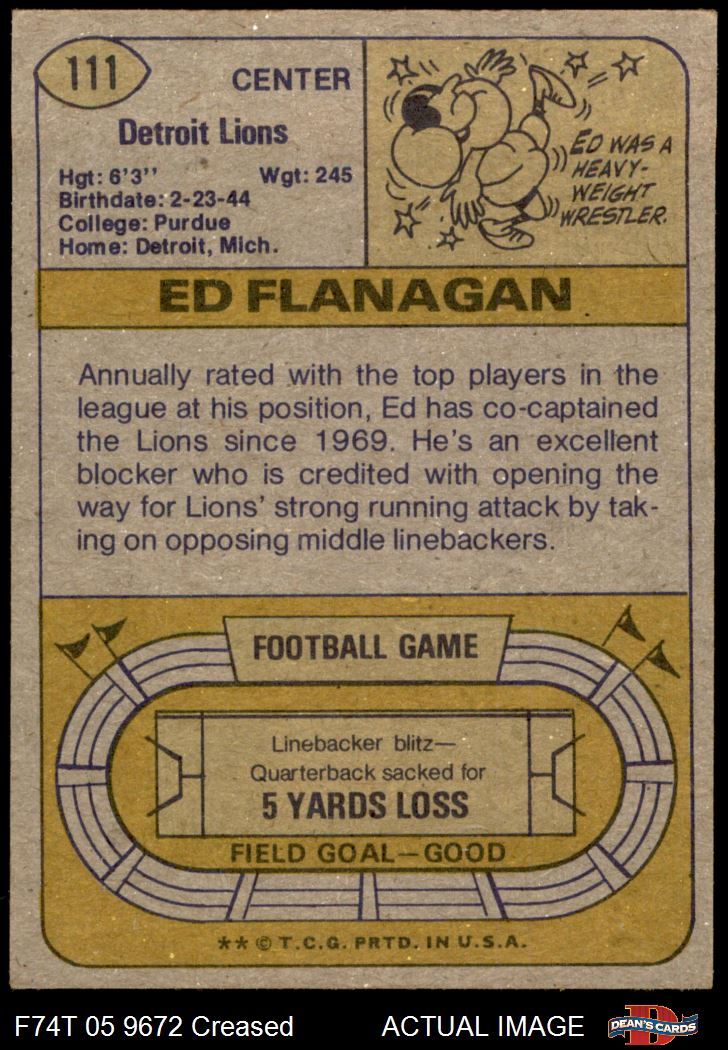 111
CENTER
Detroit Lions
Hgt: 6'3'' Wgt: 245
Birthdate: 2-23-44
College: Purdue
Home: Detroit, Mich.
ED WAS A
HEAVY-
WEIGHT
WRESTLER.
ED FLANAGAN
Annually rated with the top players in the
league at his position, Ed has co-captained
the Lions since 1969. He's an excellent
blocker who is credited with opening the
way for Lions' strong running attack by tak-
ing on opposing middle linebackers.
FOOTBALL GAME
Linebacker blitz—
Quarterback sacked for
5 YARDS LOSS
FIELD GOAL—GOOD
** © T.C.G. PRTD. IN U.S.A.
F74T 05 9672 Creased ACTUAL IMAGE
DEAN'S CARDS